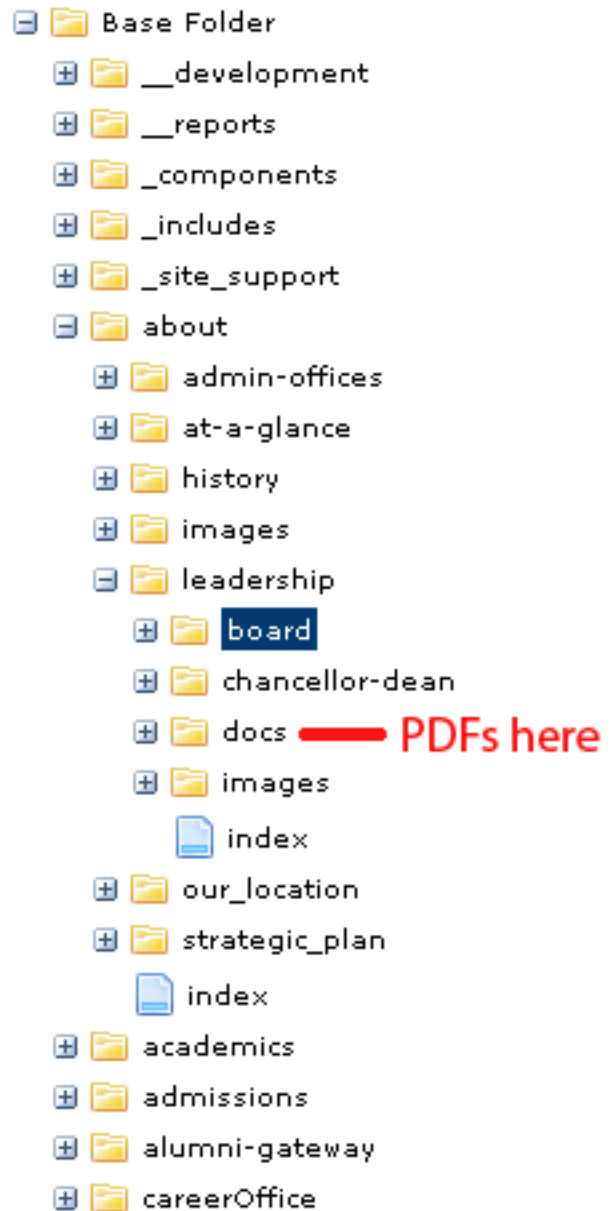 Base Folder
__development
__reports
_components
_includes
_site_support
about
admin-offices
at-a-glance
history
images
leadership
board
chancellor-dean
docs PDFs here
images
index
our_location
strategic_plan
index
academics
admissions
alumni-gateway
careerOffice